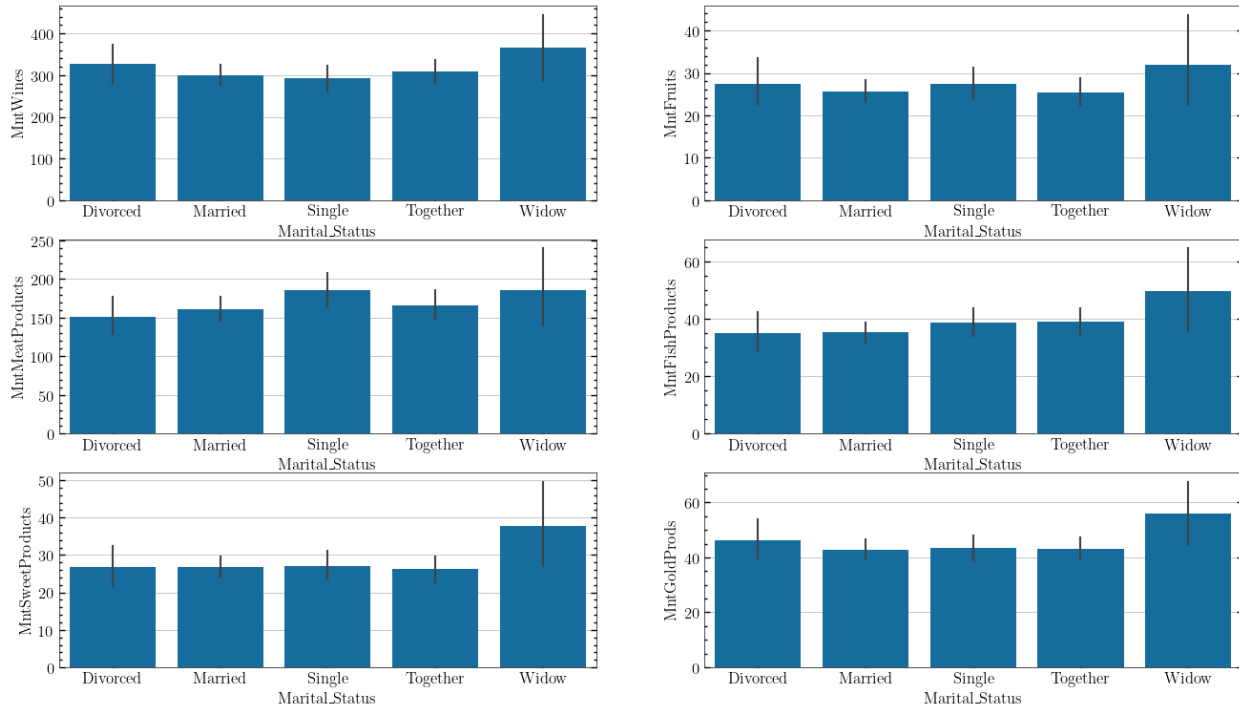 MntWines
400
300
200
100
0
Divorced Married Single Together Widow
Marital_Status
MntFruits
40
30
20
10
0
Divorced Married Single Together Widow
Marital_Status
MntMeatProducts
250
200
150
100
50
0
Divorced Married Single Together Widow
Marital_Status
MntFishProducts
60
40
20
0
Divorced Married Single Together Widow
Marital_Status
MntSweetProducts
50
40
30
20
10
0
Divorced Married Single Together Widow
Marital_Status
MntGoldProds
60
40
20
0
Divorced Married Single Together Widow
Marital_Status